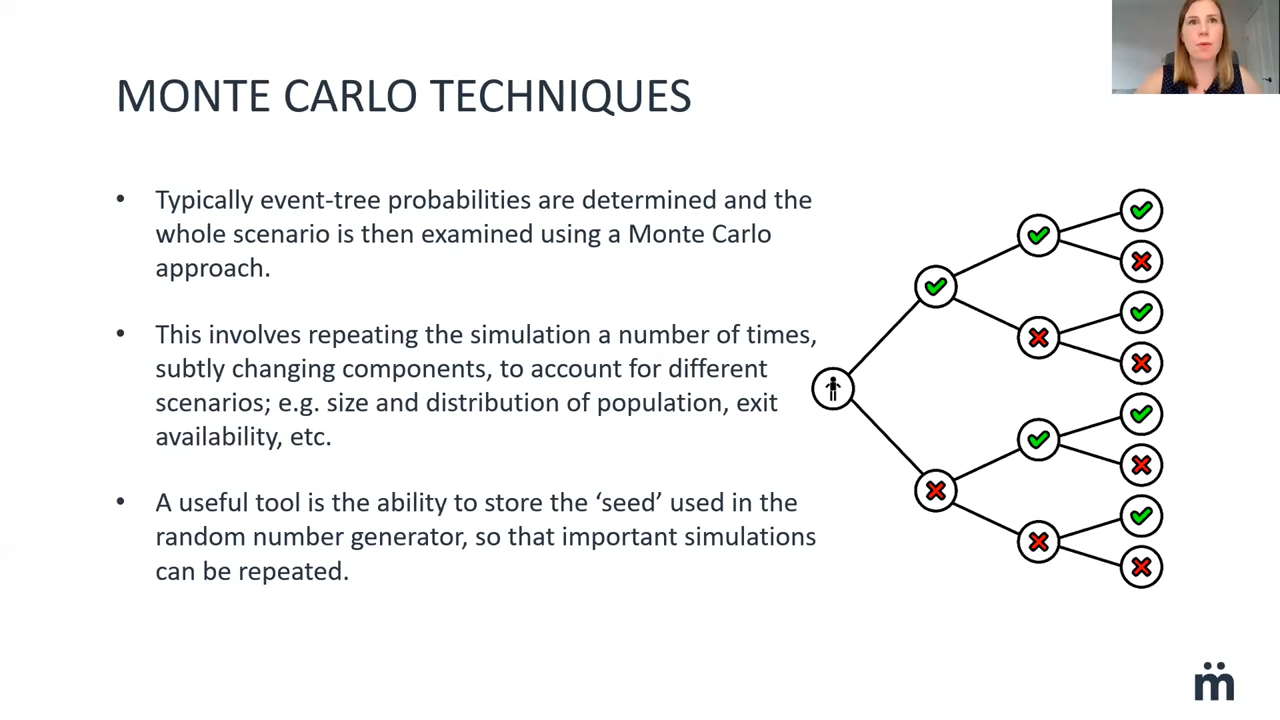 MONTE CARLO TECHNIQUES
• Typically event-tree probabilities are determined and the
whole scenario is then examined using a Monte Carlo
approach.
• This involves repeating the simulation a number of times,
subtly changing components, to account for different
scenarios; e.g. size and distribution of population, exit
availability, etc.
• A useful tool is the ability to store the ‘seed’ used in the
random number generator, so that important simulations
can be repeated.
m̈